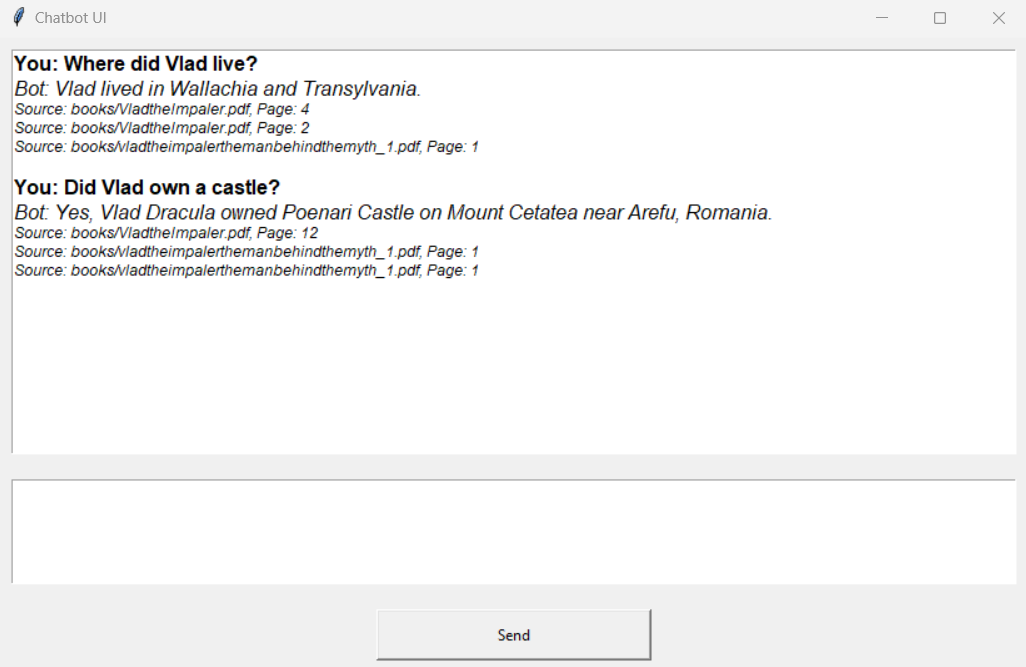 Chatbot UI
You: Where did Vlad live?
Bot: Vlad lived in Wallachia and Transylvania.
Source: books/VladtheImpaler.pdf, Page: 4
Source: books/VladtheImpaler.pdf, Page: 2
Source: books/vladtheimpalerthemanbehindthemyth_1.pdf, Page: 1
You: Did Vlad own a castle?
Bot: Yes, Vlad Dracula owned Poenari Castle on Mount Cetatea near Arefu, Romania.
Source: books/VladtheImpaler.pdf, Page: 12
Source: books/vladtheimpalerthemanbehindthemyth_1.pdf, Page: 1
Source: books/vladtheimpalerthemanbehindthemyth_1.pdf, Page: 1
Send